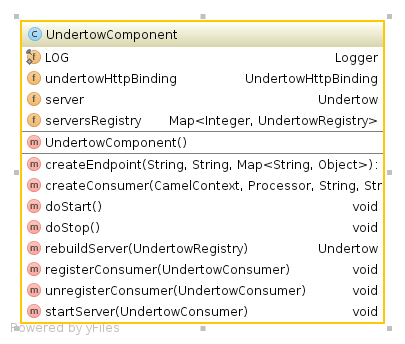 UndertowComponent
LOG Logger
undertowHttpBinding UndertowHttpBinding
server Undertow
serversRegistry Map<Integer, UndertowRegistry>
UndertowComponent()
createEndpoint(String, String, Map<String, Object>):
createConsumer(CamelContext, Processor, String, Str
doStart() void
doStop() void
rebuildServer(UndertowRegistry) Undertow
registerConsumer(UndertowConsumer) void
unregisterConsumer(UndertowConsumer) void
startServer(UndertowConsumer) void
Powered by yFiles